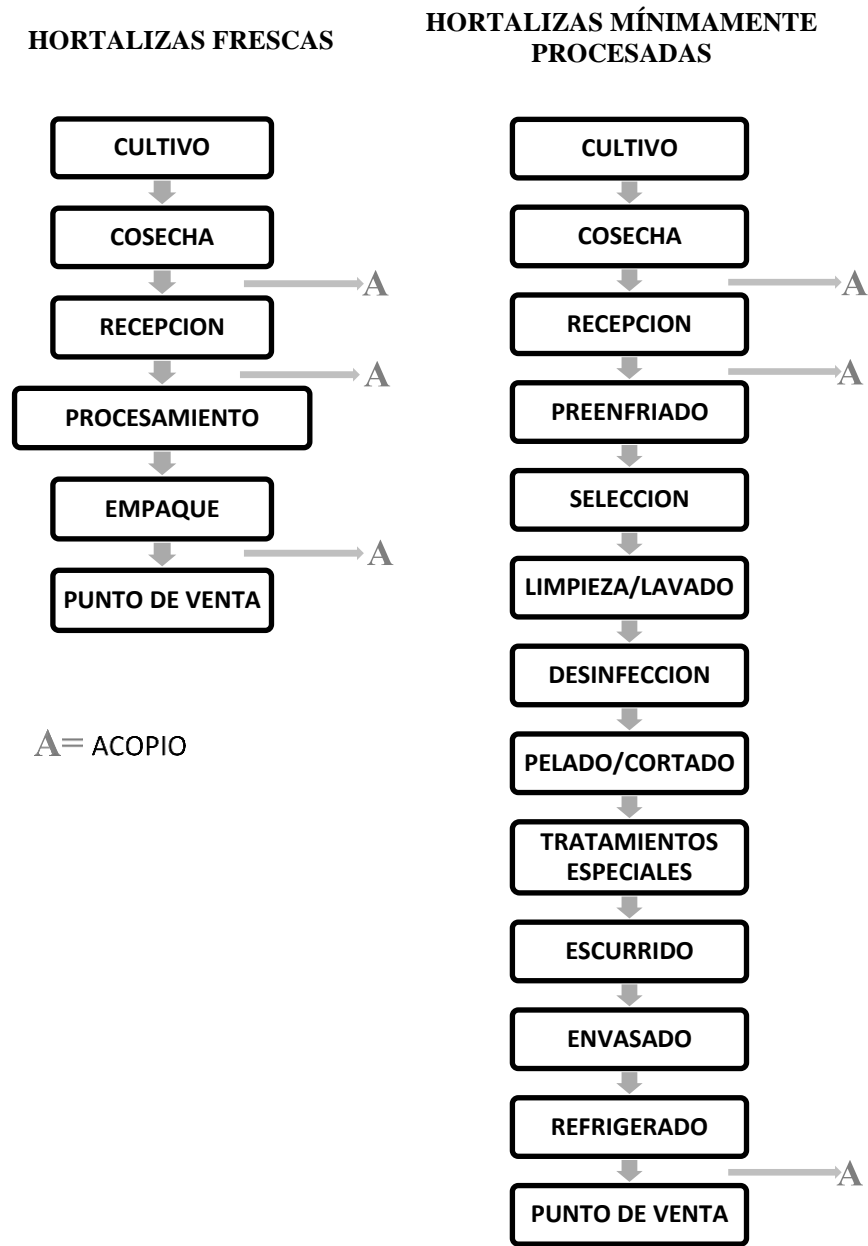 HORTALIZAS FRESCAS
CULTIVO
COSECHA
A
RECEPCION
A
PROCESAMIENTO
EMPAQUE
A
PUNTO DE VENTA
A= ACOPIO
HORTALIZAS MÍNIMAMENTE
PROCESADAS
CULTIVO
COSECHA
A
RECEPCION
A
PREENFRIADO
SELECCION
LIMPIEZA/LAVADO
DESINFECCION
PELADO/CORTADO
TRATAMIENTOS
ESPECIALES
ESCURRIDO
ENVASADO
REFRIGERADO
A
PUNTO DE VENTA